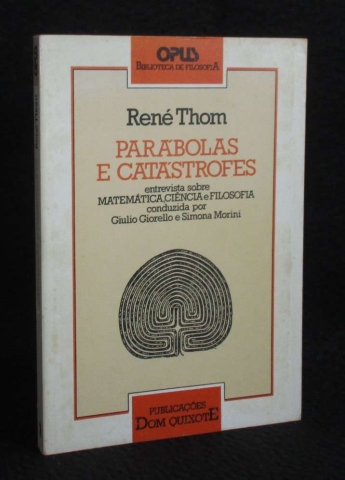 OPUS
BIBLIOTECA DE FILOSOFIA
René Thom
PARÁBOLAS
E CATÁSTROFES
entrevista sobre
MATEMÁTICA, CIÊNCIA e FILOSOFIA
conduzida por
Giulio Giorello e Simona Morini
PUBLICAÇÕES
DOM QUIXOTE